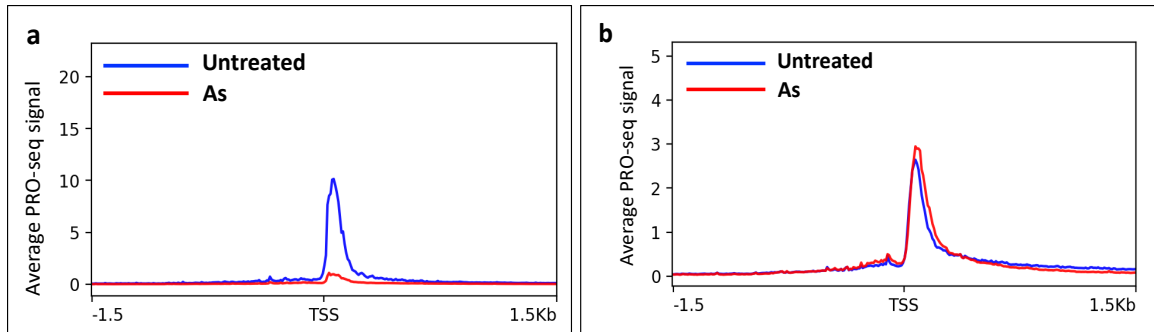 a
Untreated
As
Average PRO-seq signal
20
15
10
5
0
-1.5
TSS
1.5Kb
b
Untreated
As
Average PRO-seq signal
5
4
3
2
1
0
-1.5
TSS
1.5Kb